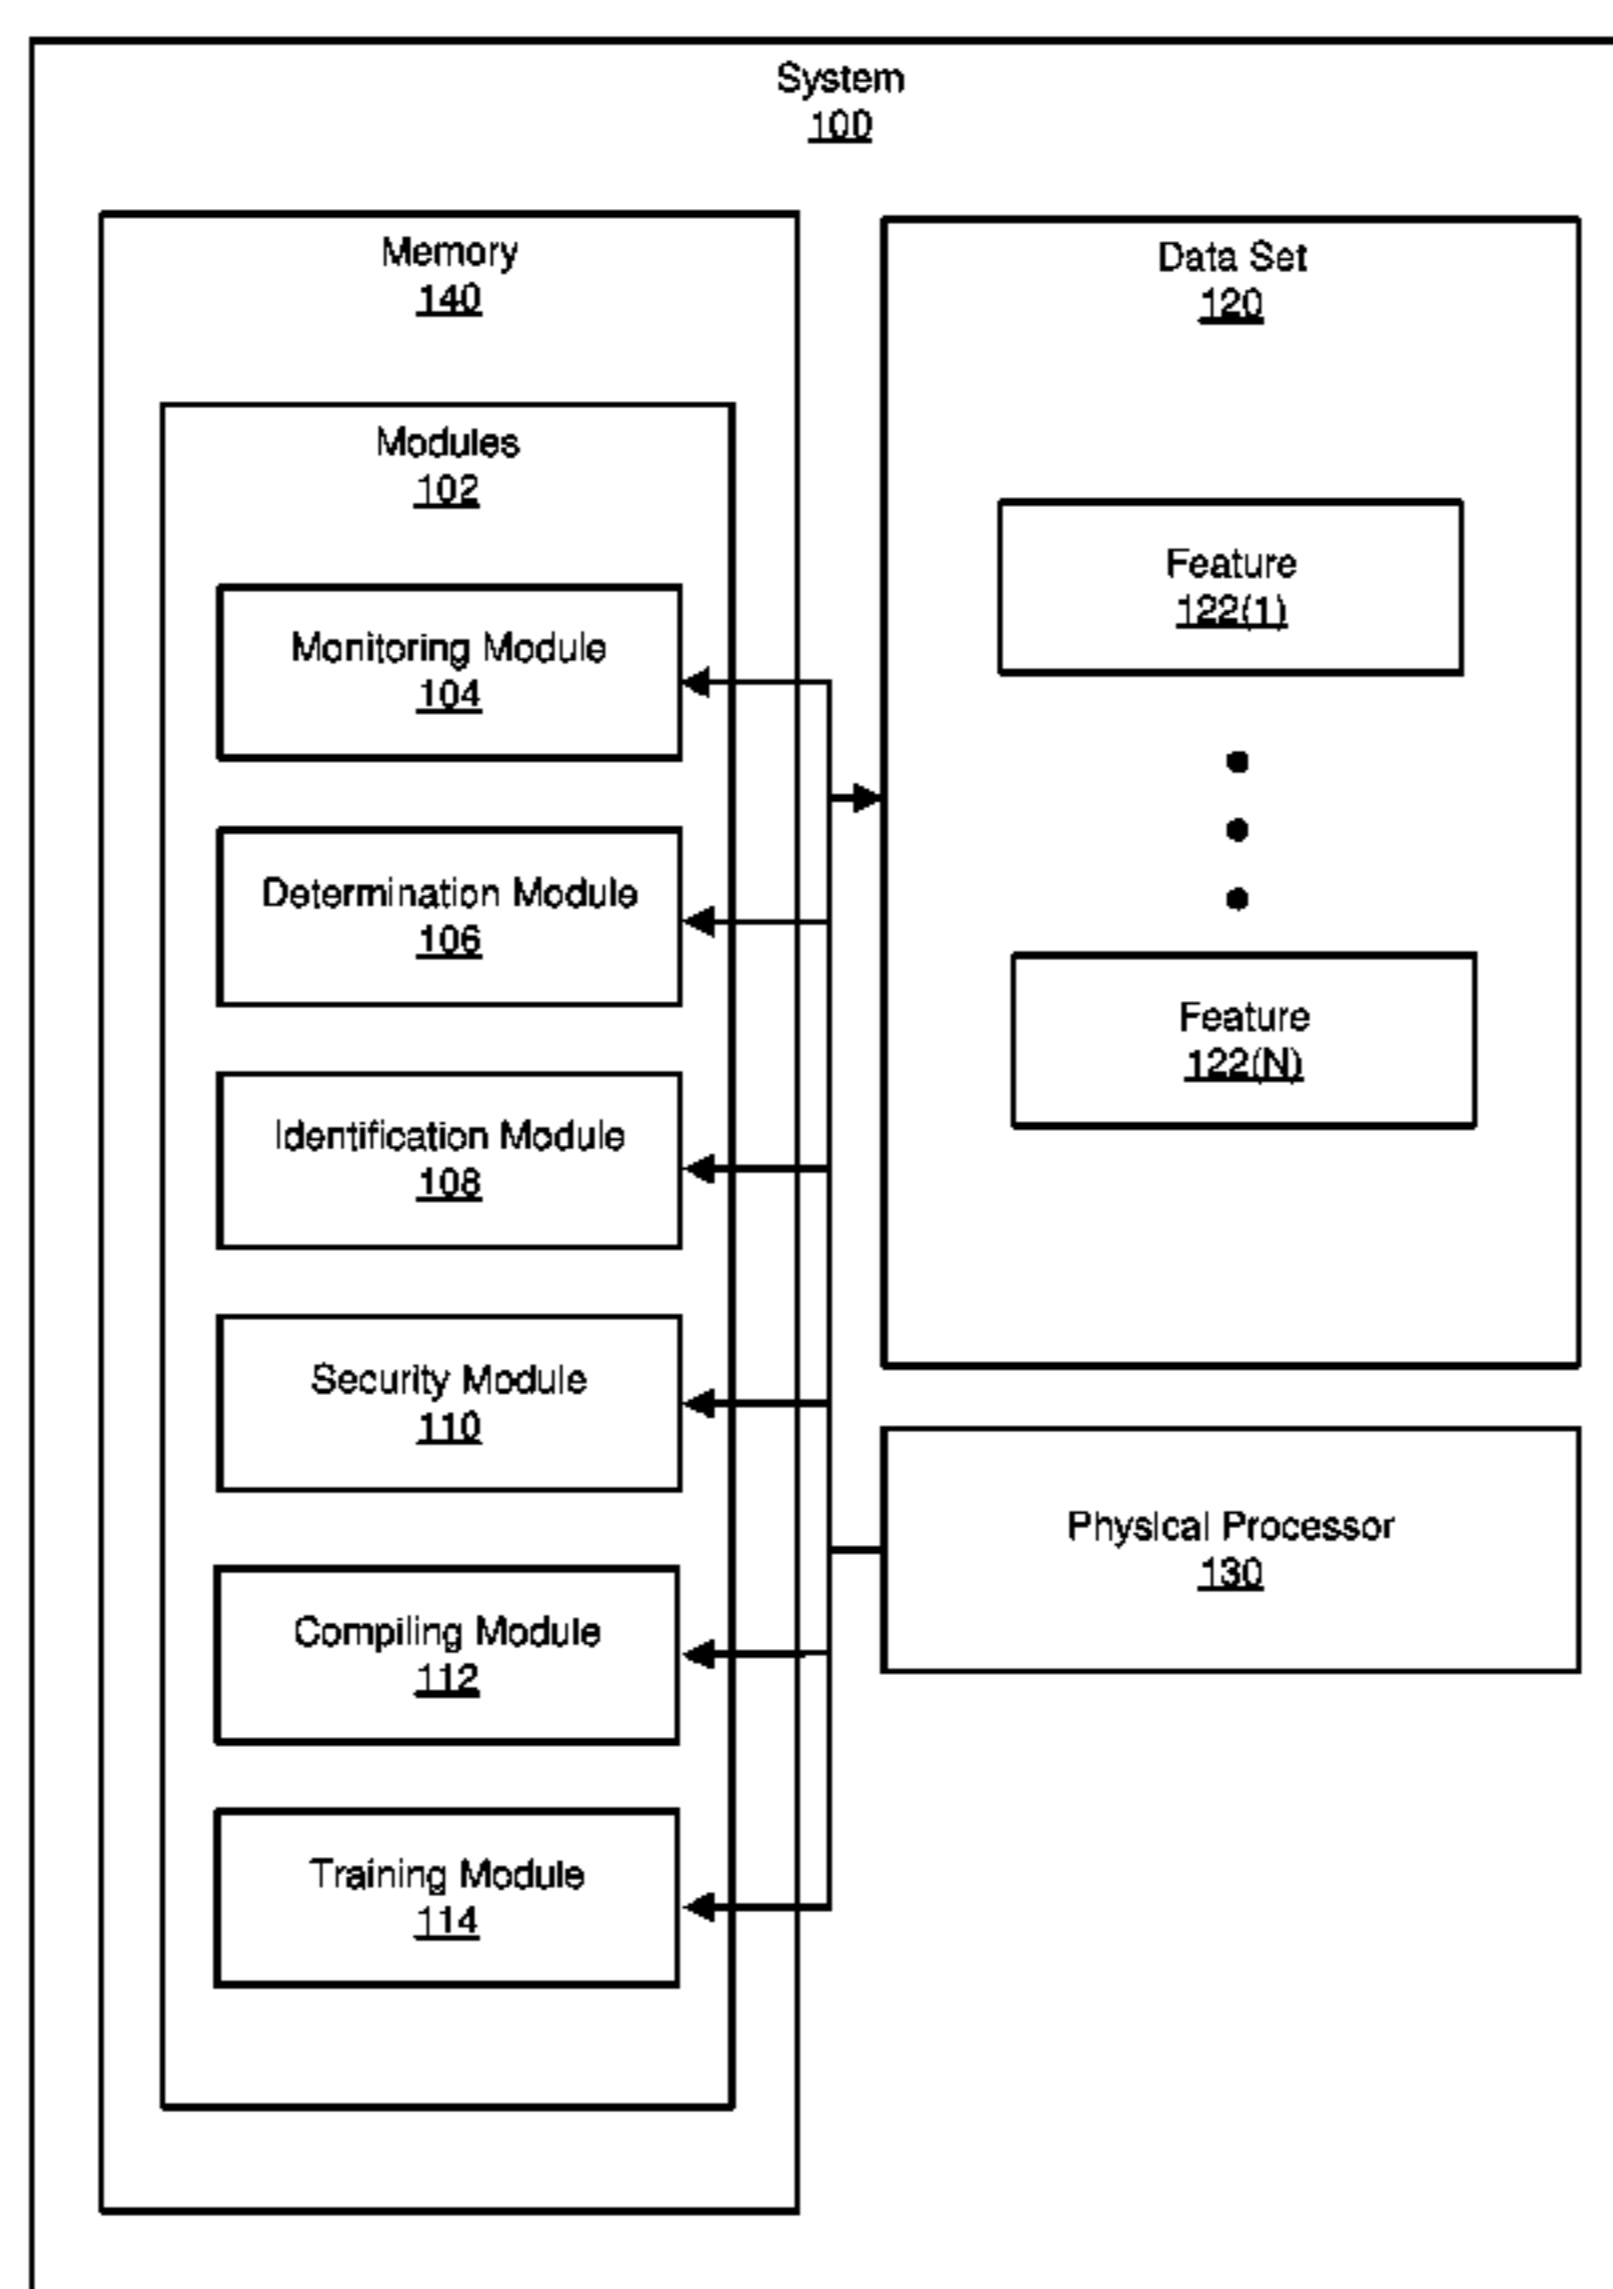 System
100
Memory
140
Modules
102
Monitoring Module
104
Determination Module
106
Identification Module
108
Security Module
110
Compiling Module
112
Training Module
114
Data Set
120
Feature
122(1)
Feature
122(N)
Physical Processor
130